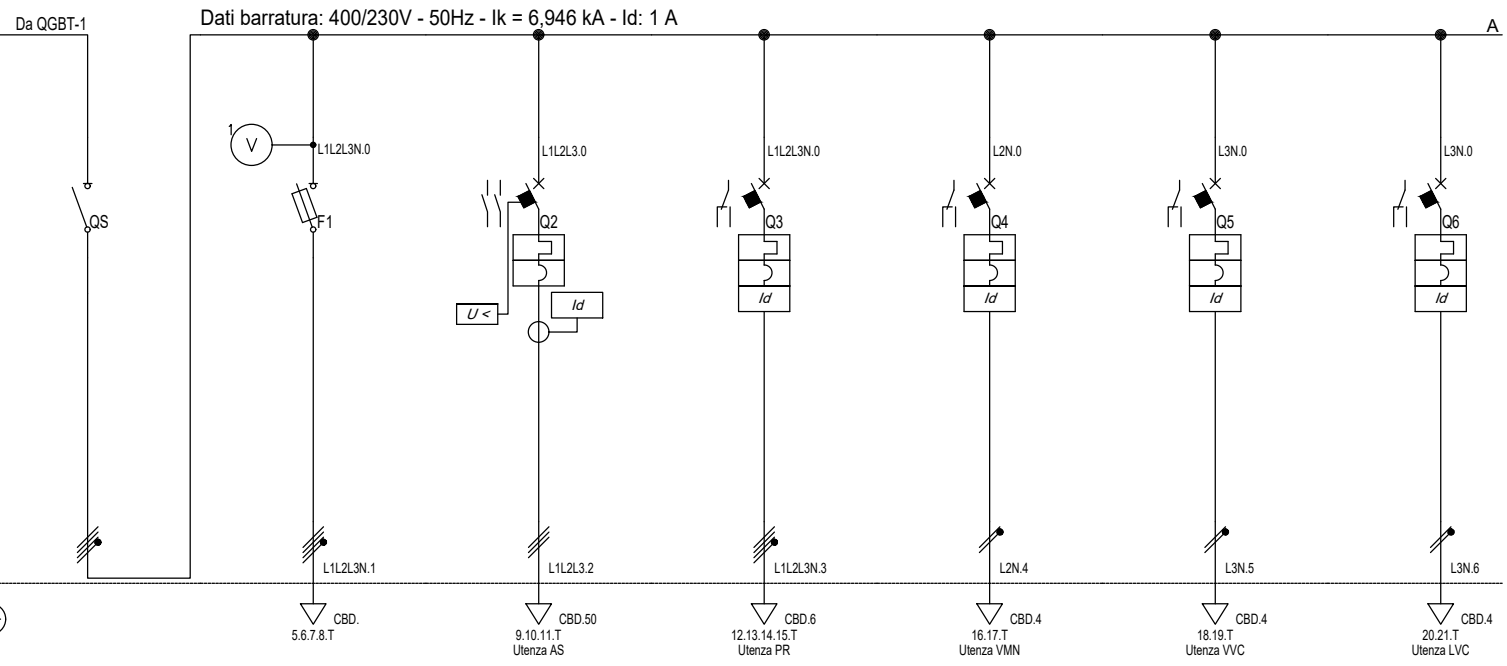 Da QGBT-1
Dati barratura: 400/230V - 50Hz - Ik = 6,946 kA - Id: 1 A
A
1
V
L1L2L3N.0
L1L2L3.0
L1L2L3N.0
L2N.0
L3N.0
L3N.0
QS
F1
Q2
Q3
Q4
Q5
Q6
U <
Id
Id
Id
Id
Id
L1L2L3N.1
L1L2L3.2
L1L2L3N.3
L2N.4
L3N.5
L3N.6
CBD.
CBD.50
CBD.6
CBD.4
CBD.4
CBD.4
5.6.7.8.T
9.10.11.T
12.13.14.15.T
16.17.T
18.19.T
20.21.T
Utenza AS
Utenza PR
Utenza VMN
Utenza VVC
Utenza LVC